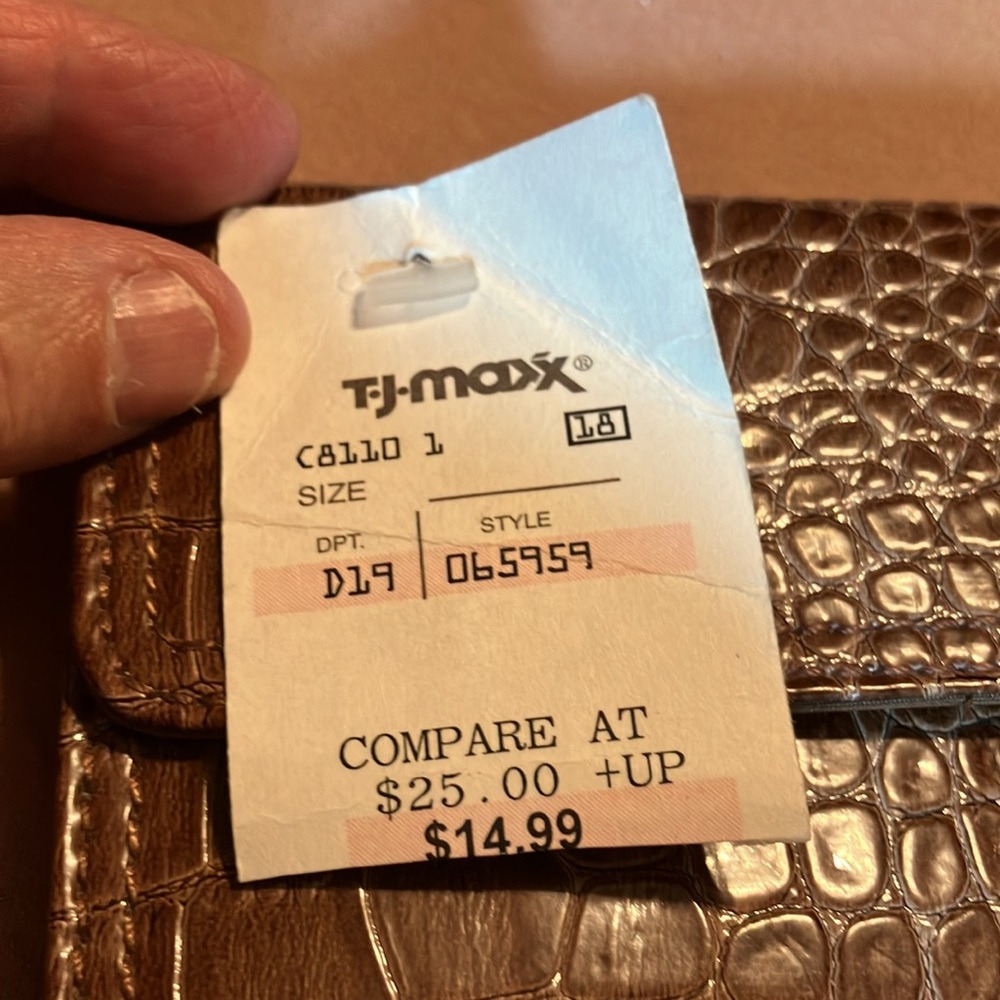 T·J·maxx®
C8110 1 18
SIZE
DPT. STYLE
D19 065959
COMPARE AT
$25.00 +UP
$14.99